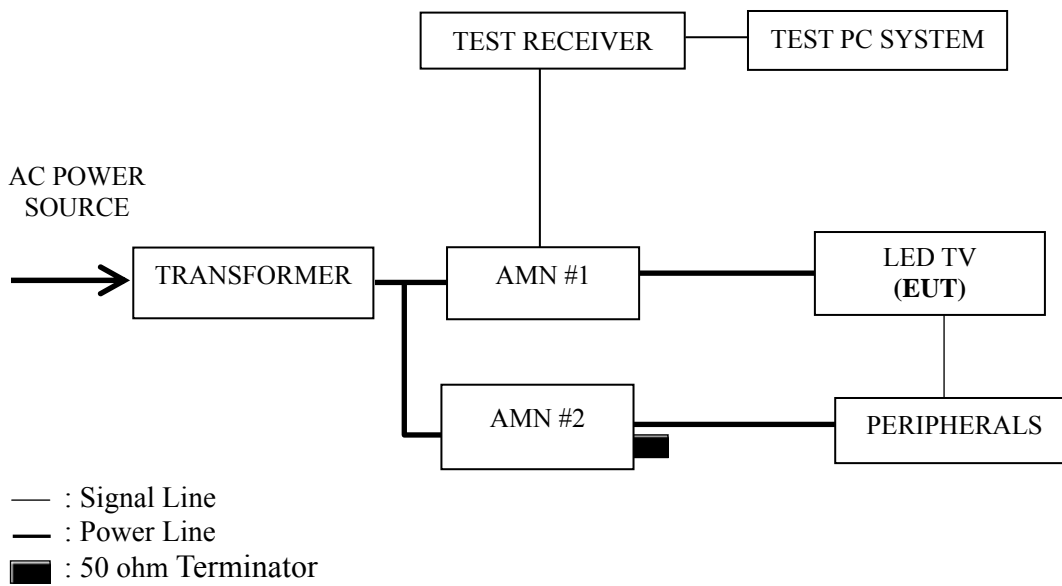 TEST RECEIVER
TEST PC SYSTEM
AC POWER
SOURCE
TRANSFORMER
AMN #1
LED TV
(EUT)
AMN #2
PERIPHERALS
: Signal Line
: Power Line
: 50 ohm Terminator